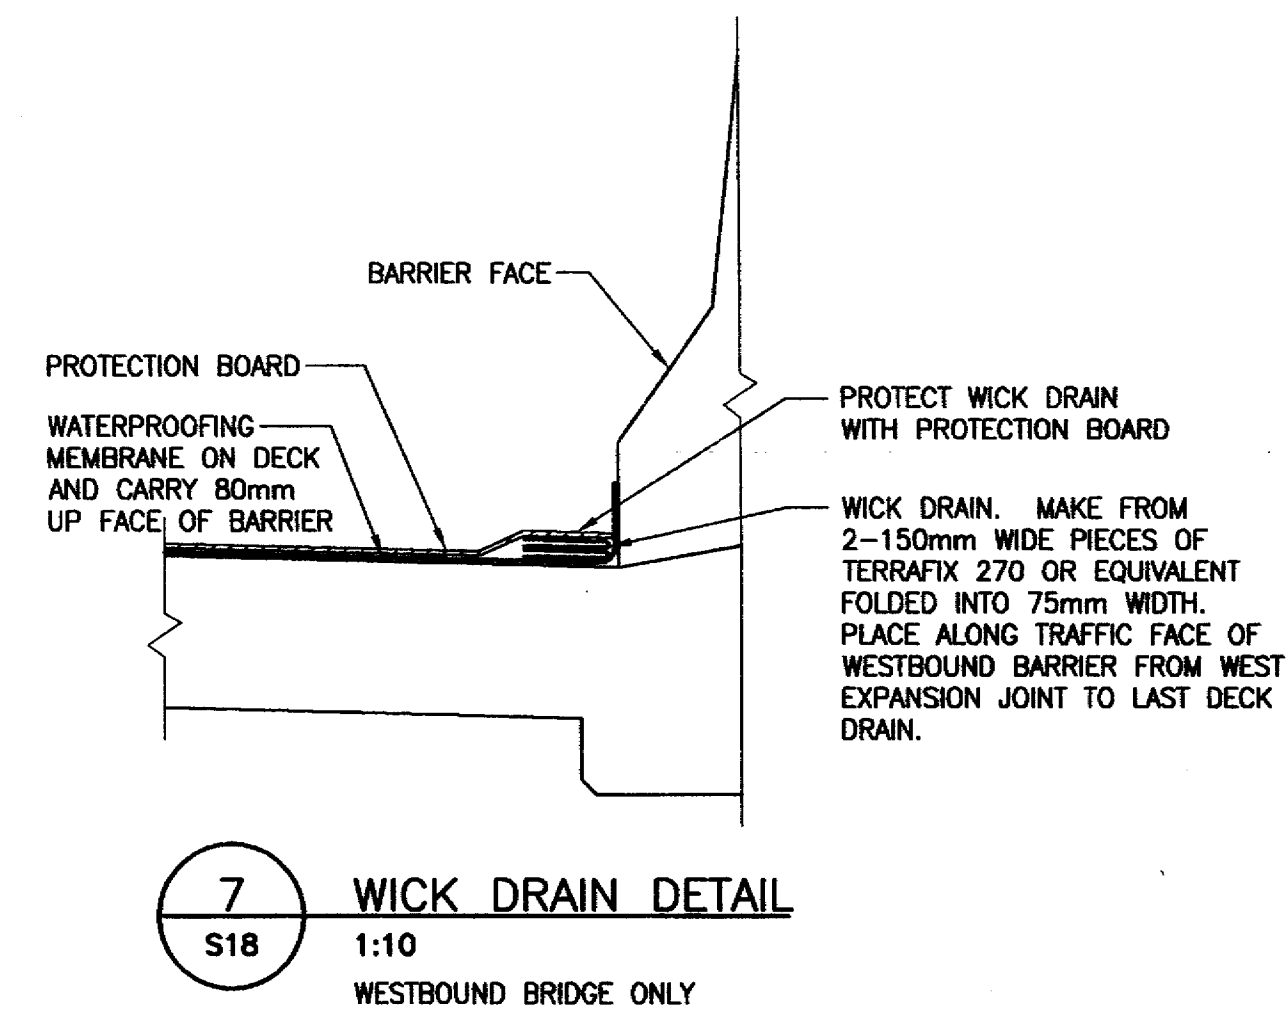 BARRIER FACE
PROTECTION BOARD
WATERPROOFING
MEMBRANE ON DECK
AND CARRY 80mm
UP FACE OF BARRIER
PROTECT WICK DRAIN
WITH PROTECTION BOARD
WICK DRAIN. MAKE FROM
2-150mm WIDE PIECES OF
TERRAFIX 270 OR EQUIVALENT
FOLDED INTO 75mm WIDTH.
PLACE ALONG TRAFFIC FACE OF
WESTBOUND BARRIER FROM WEST
EXPANSION JOINT TO LAST DECK
DRAIN.
7
S18
WICK DRAIN DETAIL
1:10
WESTBOUND BRIDGE ONLY